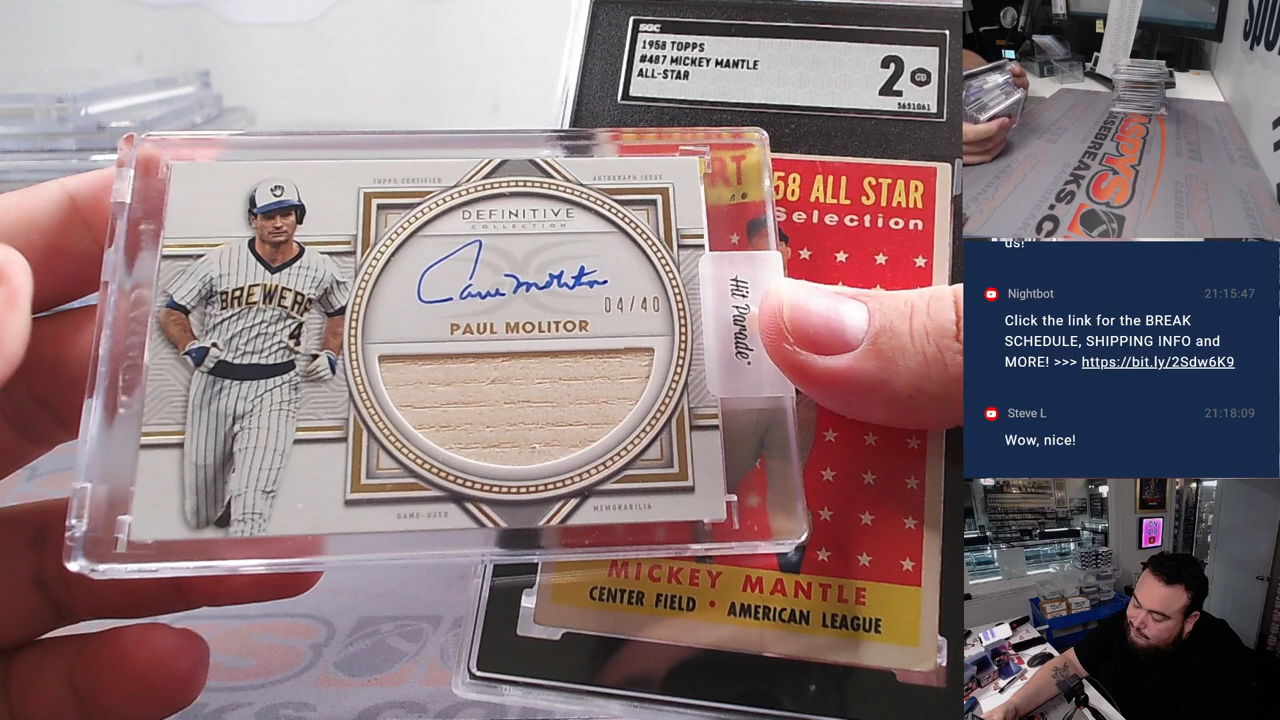 SGC
1958 TOPPS
#487 MICKEY MANTLE
ALL-STAR
2
GD
5651061
TOPPS CERTIFIED
AUTOGRAPH ISSUE
DEFINITIVE
COLLECTION
Paul Molitor
04/40
PAUL MOLITOR
BREWERS
4
GAME-USED
MEMORABILIA
Hit Parade®
RT
58 ALL STAR
Selection
MICKEY MANTLE
CENTER FIELD • AMERICAN LEAGUE
us!
Nightbot
21:15:47
Click the link for the BREAK
SCHEDULE, SHIPPING INFO and
MORE! >>> https://bit.ly/2Sdw6K9
Steve L
21:18:09
Wow, nice!